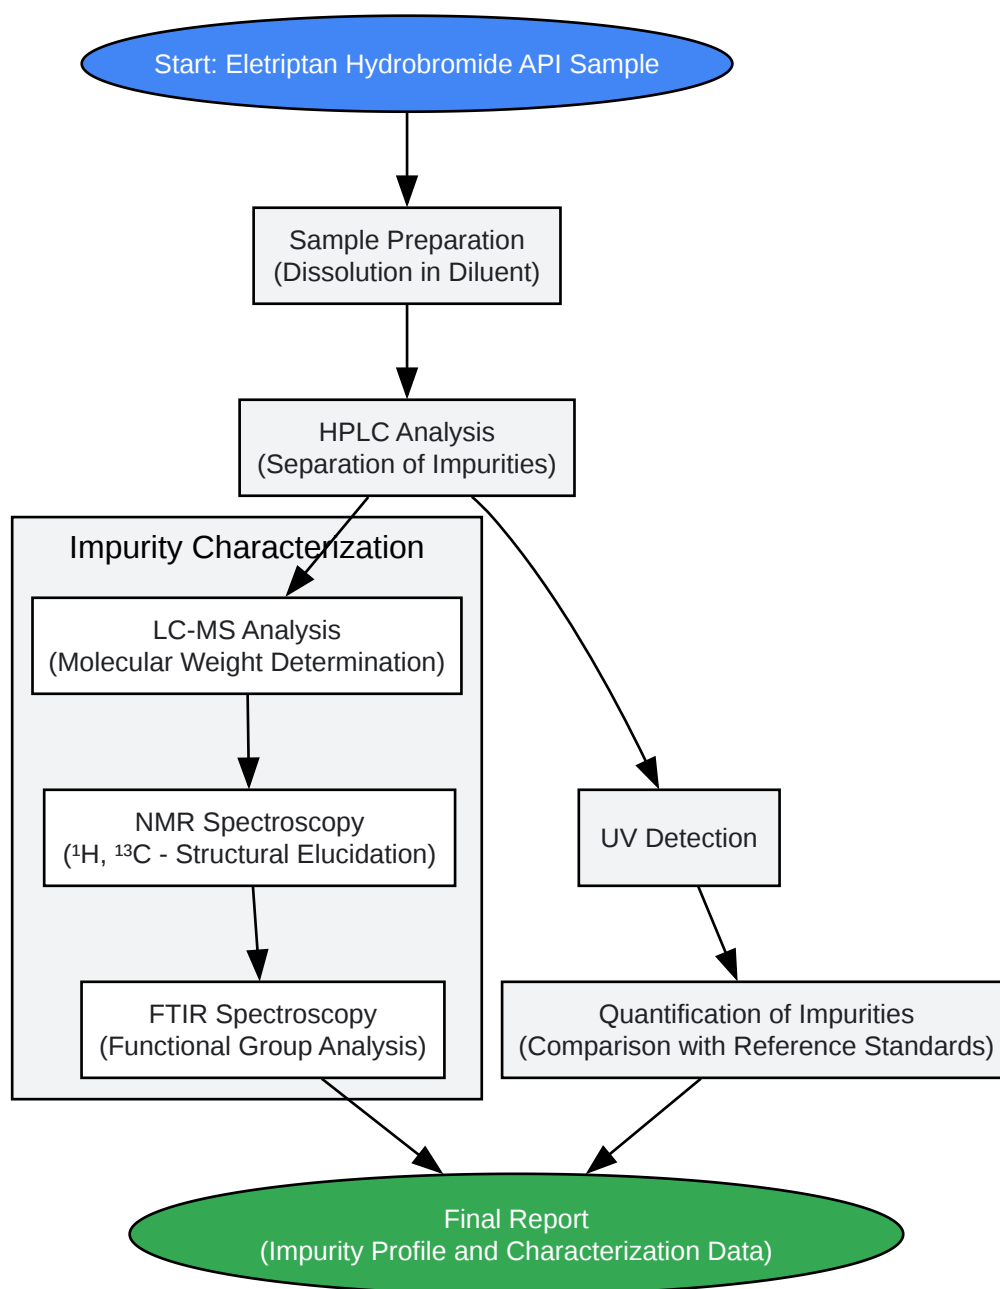 Start: Eletriptan Hydrobromide API Sample
Sample Preparation
(Dissolution in Diluent)
HPLC Analysis
(Separation of Impurities)
Impurity Characterization
LC-MS Analysis
(Molecular Weight Determination)
NMR Spectroscopy
(¹H, ¹³C - Structural Elucidation)
UV Detection
FTIR Spectroscopy
(Functional Group Analysis)
Quantification of Impurities
(Comparison with Reference Standards)
Final Report
(Impurity Profile and Characterization Data)